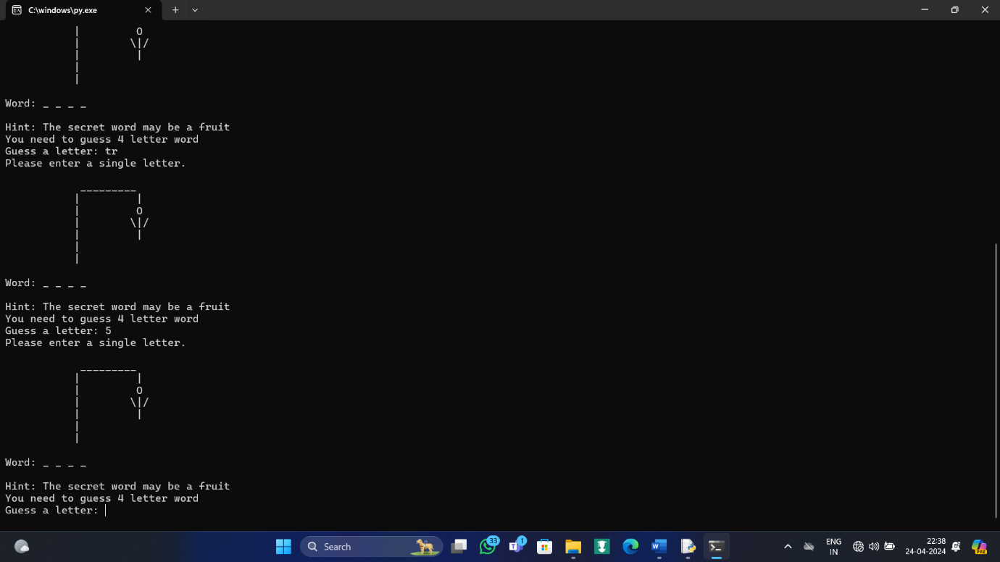 C:\windows\py.exe
|         O
|        \|/
|         |
|
|
Word: _ _ _ _
Hint: The secret word may be a fruit
You need to guess 4 letter word
Guess a letter: tr
Please enter a single letter.
 _________
|         |
|         O
|        \|/
|         |
|
|
Word: _ _ _ _
Hint: The secret word may be a fruit
You need to guess 4 letter word
Guess a letter: 5
Please enter a single letter.
 _________
|         |
|         O
|        \|/
|         |
|
|
Word: _ _ _ _
Hint: The secret word may be a fruit
You need to guess 4 letter word
Guess a letter:
Search
33
1
W
ENG
IN
22:38
24-04-2024
PRE